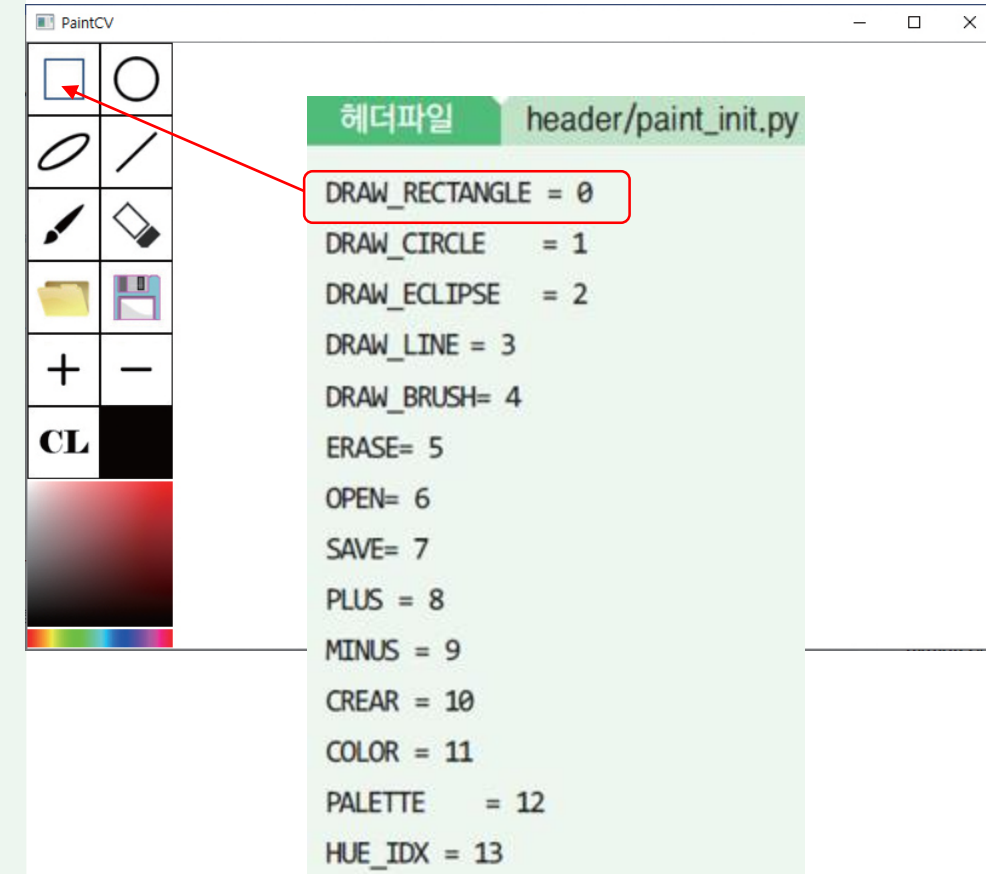 PaintCV
CL
헤더파일 header/paint_init.py
DRAW_RECTANGLE = 0
DRAW_CIRCLE = 1
DRAW_ECLIPSE = 2
DRAW_LINE = 3
DRAW_BRUSH= 4
ERASE= 5
OPEN= 6
SAVE= 7
PLUS = 8
MINUS = 9
CREAR = 10
COLOR = 11
PALETTE = 12
HUE_IDX = 13